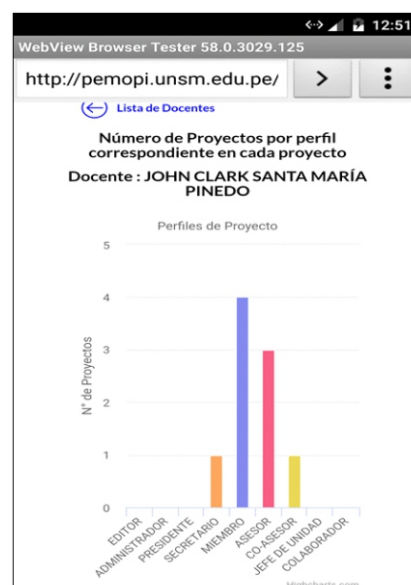 12:51
WebView Browser Tester 58.0.3029.125
http://pemopi.unsm.edu.pe/
>
Lista de Docentes
Número de Proyectos por perfil
correspondiente en cada proyecto
Docente : JOHN CLARK SANTA MARÍA
PINEDO
Perfiles de Proyecto
N° de Proyectos
5
4
3
2
1
0
EDITOR
ADMINISTRADOR
PRESIDENTE
SECRETARIO
MIEMBRO
ASESOR
CO-ASESOR
JEFE DE UNIDAD
COLABORADOR
Highcharts.com